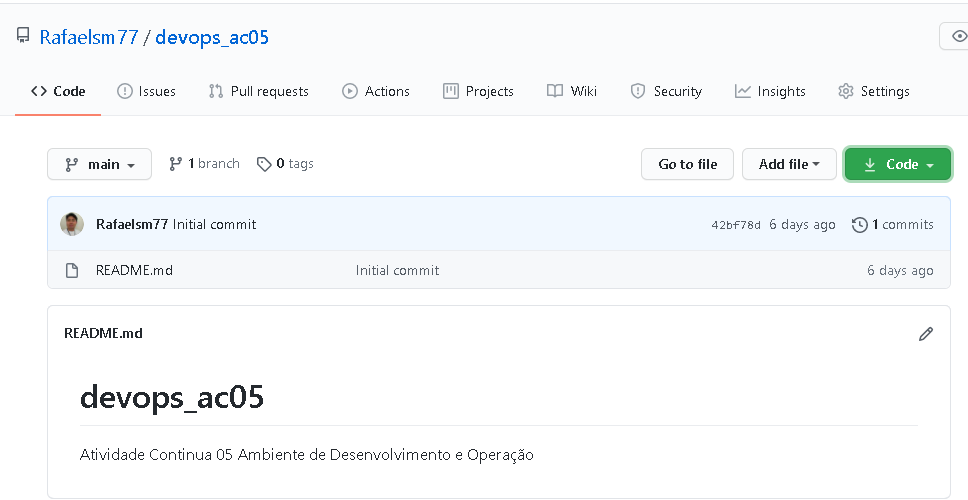 Rafaelsm77 / devops_ac05
Code Issues Pull requests Actions Projects Wiki Security Insights Settings
main 1 branch 0 tags Go to file Add file Code
Rafaelsm77 Initial commit 42bf78d 6 days ago 1 commits
README.md Initial commit 6 days ago
README.md
devops_ac05
Atividade Continua 05 Ambiente de Desenvolvimento e Operação